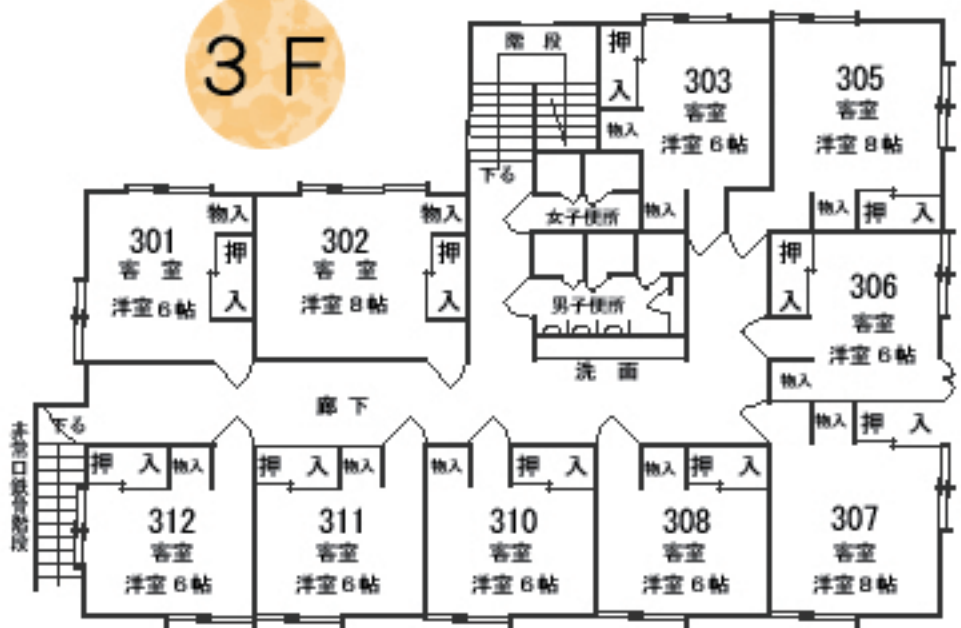 3F
階 段
下る
押入
物入
303
客室
洋室6帖
物入
305
客室
洋室8帖
物入
押 入
女子便所
男子便所
洗 面
301
客 室
洋室6帖
物入
押入
302
客 室
洋室8帖
物入
押入
押入
306
客室
洋室6帖
物入
廊 下
下る
非常口鉄骨階段
押 入
物入
312
客室
洋室6帖
押 入
物入
311
客室
洋室6帖
物入
押 入
310
客室
洋室6帖
物入
押 入
308
客室
洋室6帖
物入
押 入
307
客室
洋室8帖